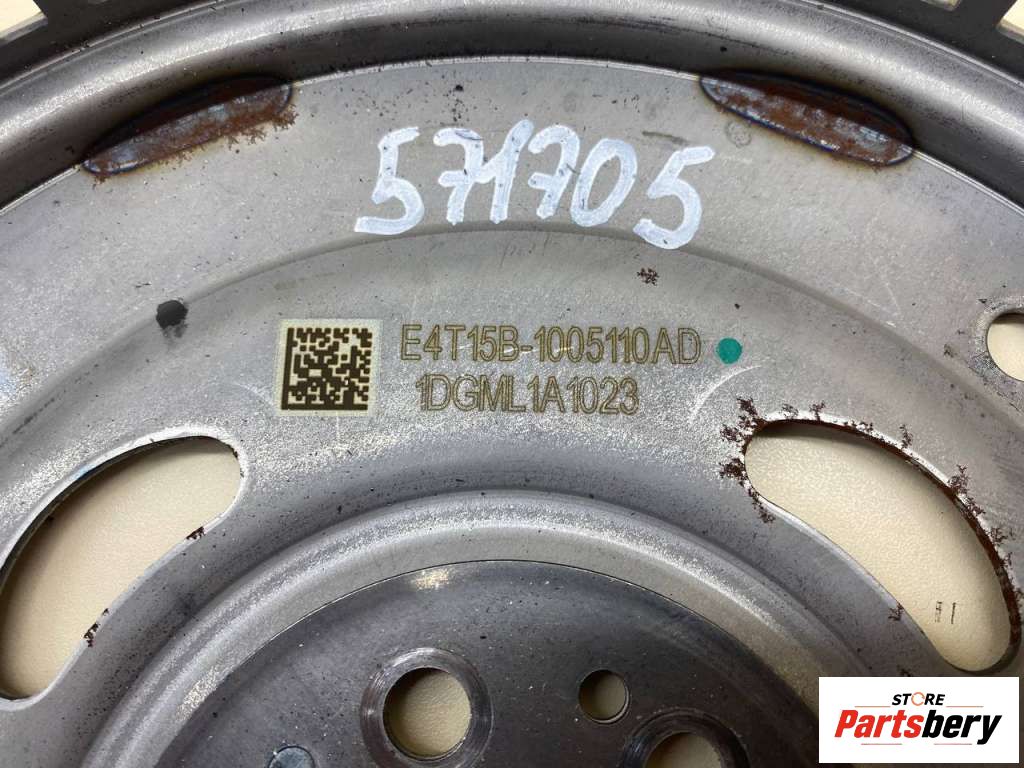 571705
E4T15B-1005110AD
1DGML1A1023
STORE
Partsbery